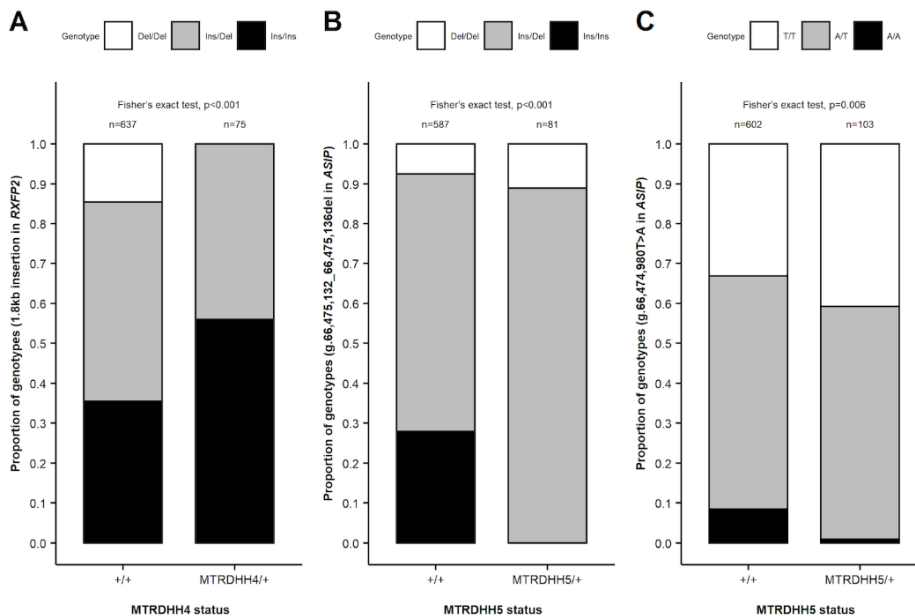 A
Genotype Del/Del Ins/Del Ins/Ins
Fisher's exact test, p<0.001
n=637 n=75
Proportion of genotypes (1.8kb insertion in RXFP2)
1.0
0.9
0.8
0.7
0.6
0.5
0.4
0.3
0.2
0.1
0.0
+/+ MTRDHH4/+
MTRDHH4 status
B
Genotype Del/Del Ins/Del Ins/Ins
Fisher's exact test, p<0.001
n=587 n=81
Proportion of genotypes (g.66,475,132_66,475,136del in ASIP)
1.0
0.9
0.8
0.7
0.6
0.5
0.4
0.3
0.2
0.1
0.0
+/+ MTRDHH5/+
MTRDHH5 status
C
Genotype T/T A/T A/A
Fisher's exact test, p=0.006
n=602 n=103
Proportion of genotypes (g.66,474,980T>A in ASIP)
1.0
0.9
0.8
0.7
0.6
0.5
0.4
0.3
0.2
0.1
0.0
+/+ MTRDHH5/+
MTRDHH5 status